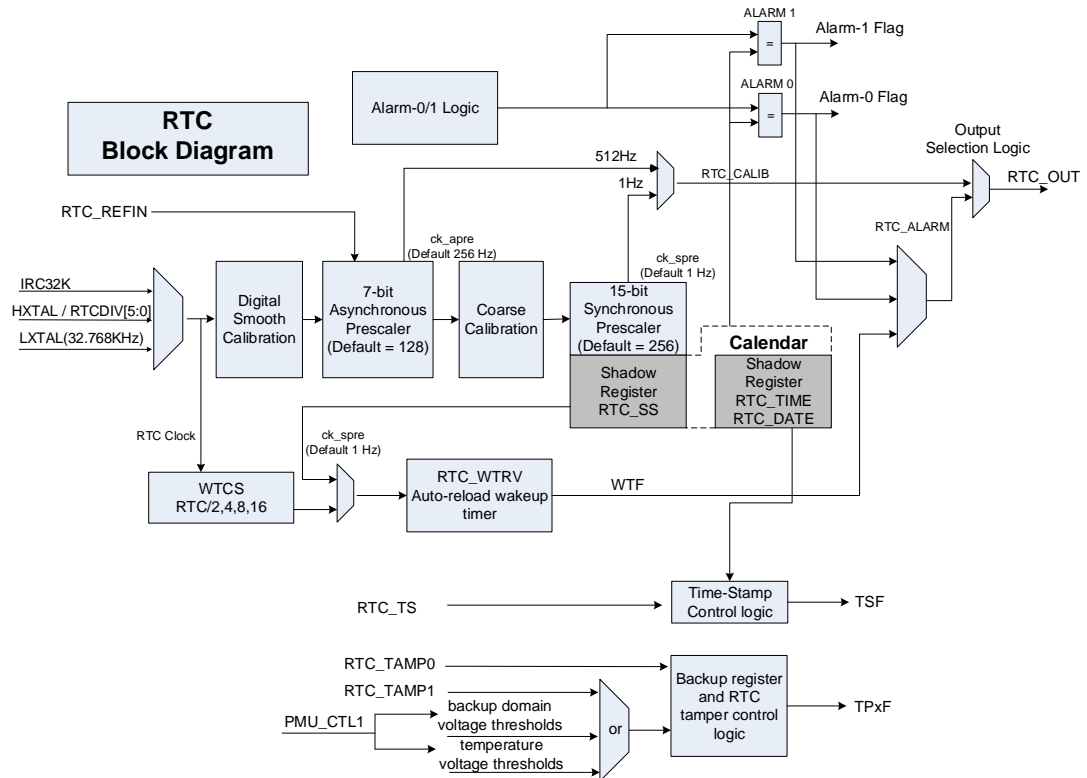 ALARM 1
=
Alarm-1 Flag
ALARM 0
=
Alarm-0 Flag
Alarm-0/1 Logic
RTC
Block Diagram
Output
Selection Logic
512Hz
1Hz
RTC_CALIB
RTC_OUT
RTC_REFIN
RTC_ALARM
ck_apre
(Default 256 Hz)
ck_spre
(Default 1 Hz)
IRC32K
HXTAL / RTCDIV[5:0]
LXTAL(32.768KHz)
Digital
Smooth
Calibration
7-bit
Asynchronous
Prescaler
(Default = 128)
Coarse
Calibration
15-bit
Synchronous
Prescaler
(Default = 256)
Calendar
Shadow
Register
RTC_SS
Shadow
Register
RTC_TIME
RTC_DATE
RTC Clock
ck_spre
(Default 1 Hz)
WTCS
RTC/2,4,8,16
RTC_WTRV
Auto-reload wakeup
timer
WTF
RTC_TS
Time-Stamp
Control logic
TSF
RTC_TAMP0
RTC_TAMP1
PMU_CTL1
backup domain
voltage thresholds
temperature
voltage thresholds
or
Backup register
and RTC
tamper control
logic
TPxF